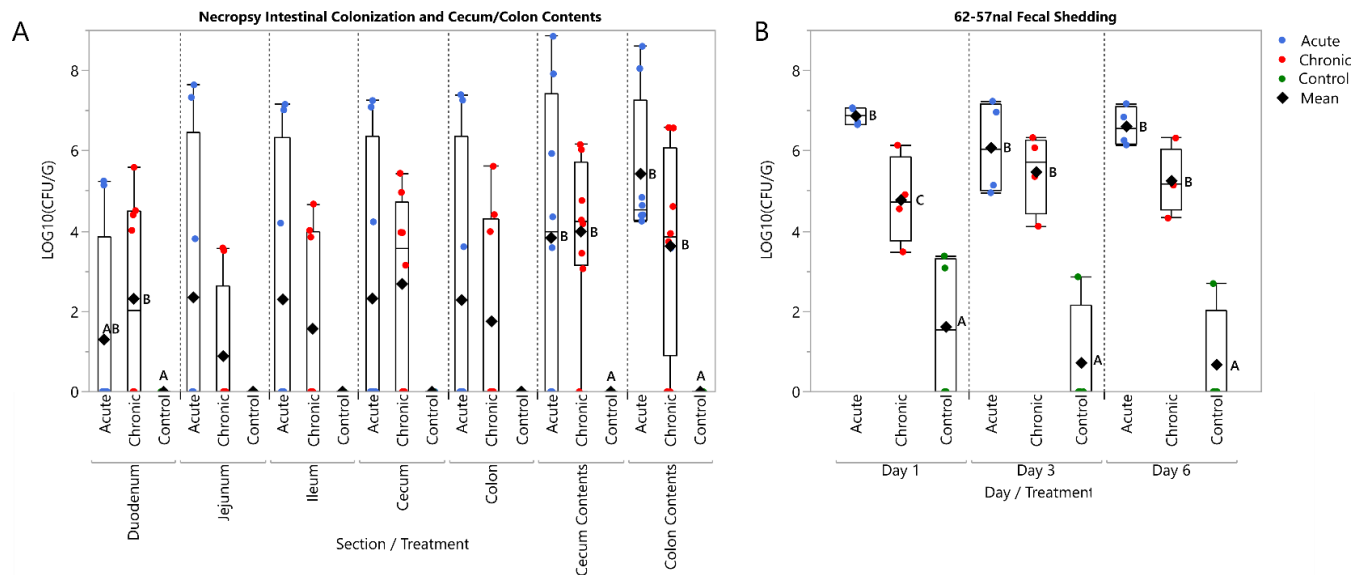 A
Necropsy Intestinal Colonization and Cecum/Colon Contents
LOG10(CFU/G)
8
6
4
2
0
AB
B
A
B
B
A
B
B
A
Acute
Chronic
Control
Acute
Chronic
Control
Acute
Chronic
Control
Acute
Chronic
Control
Acute
Chronic
Control
Acute
Chronic
Control
Acute
Chronic
Control
Duodenum
Jejunum
Ileum
Cecum
Colon
Cecum Contents
Colon Contents
Section / Treatment
B
62-57nal Fecal Shedding
LOG10(CFU/G)
8
6
4
2
0
B
C
A
B
B
A
B
B
A
Acute
Chronic
Control
Acute
Chronic
Control
Acute
Chronic
Control
Day 1
Day 3
Day 6
Day / Treatment
Acute
Chronic
Control
Mean